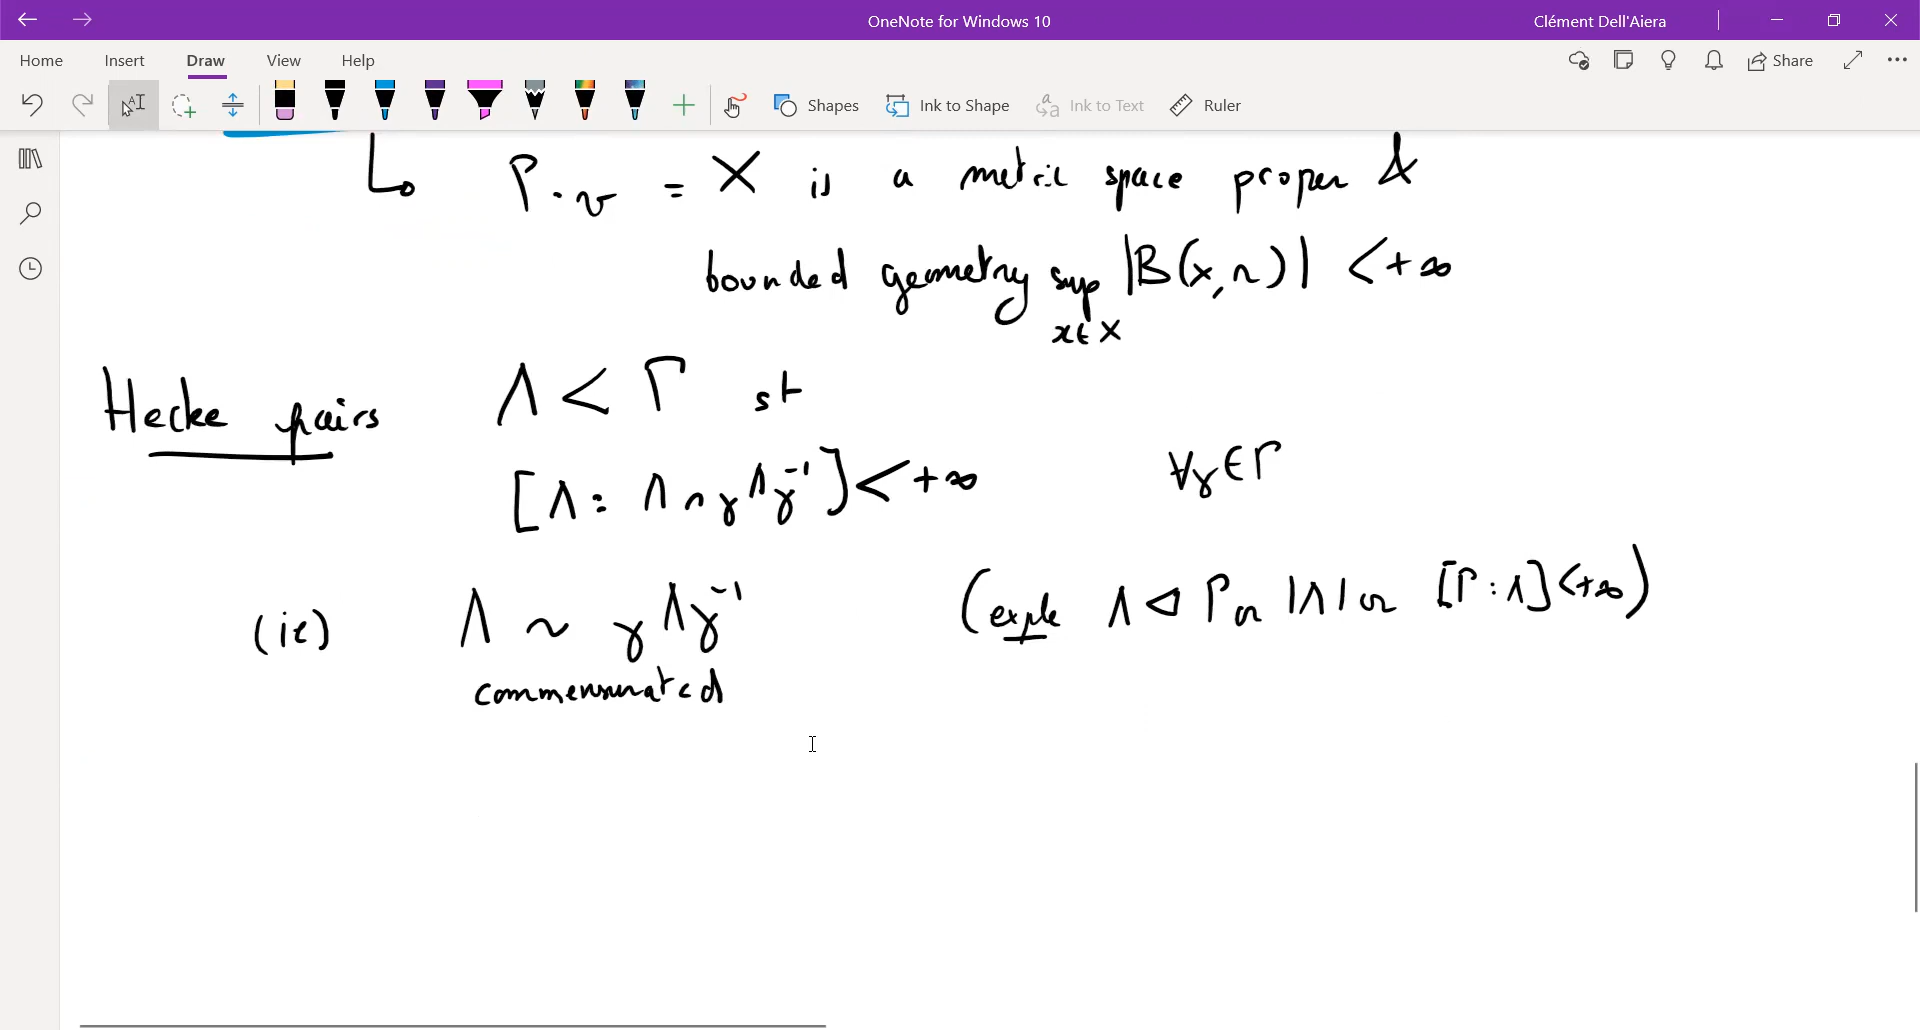 OneNote for Windows 10
Clément Dell'Aiera
Home Insert Draw View Help
Share
Shapes Ink to Shape Ink to Text Ruler
Γ · v = X is a metric space proper &
bounded geometry sup |B(x,r)| < +∞
x∈X
Hecke pairs Λ < Γ st
[Λ : Λ ∩ γΛγ⁻¹] < +∞ ∀γ∈Γ
(ie) Λ ~ γΛγ⁻¹ (exple Λ ◁ Γ or |Λ| or [Γ:Λ]<+∞)
commensurated